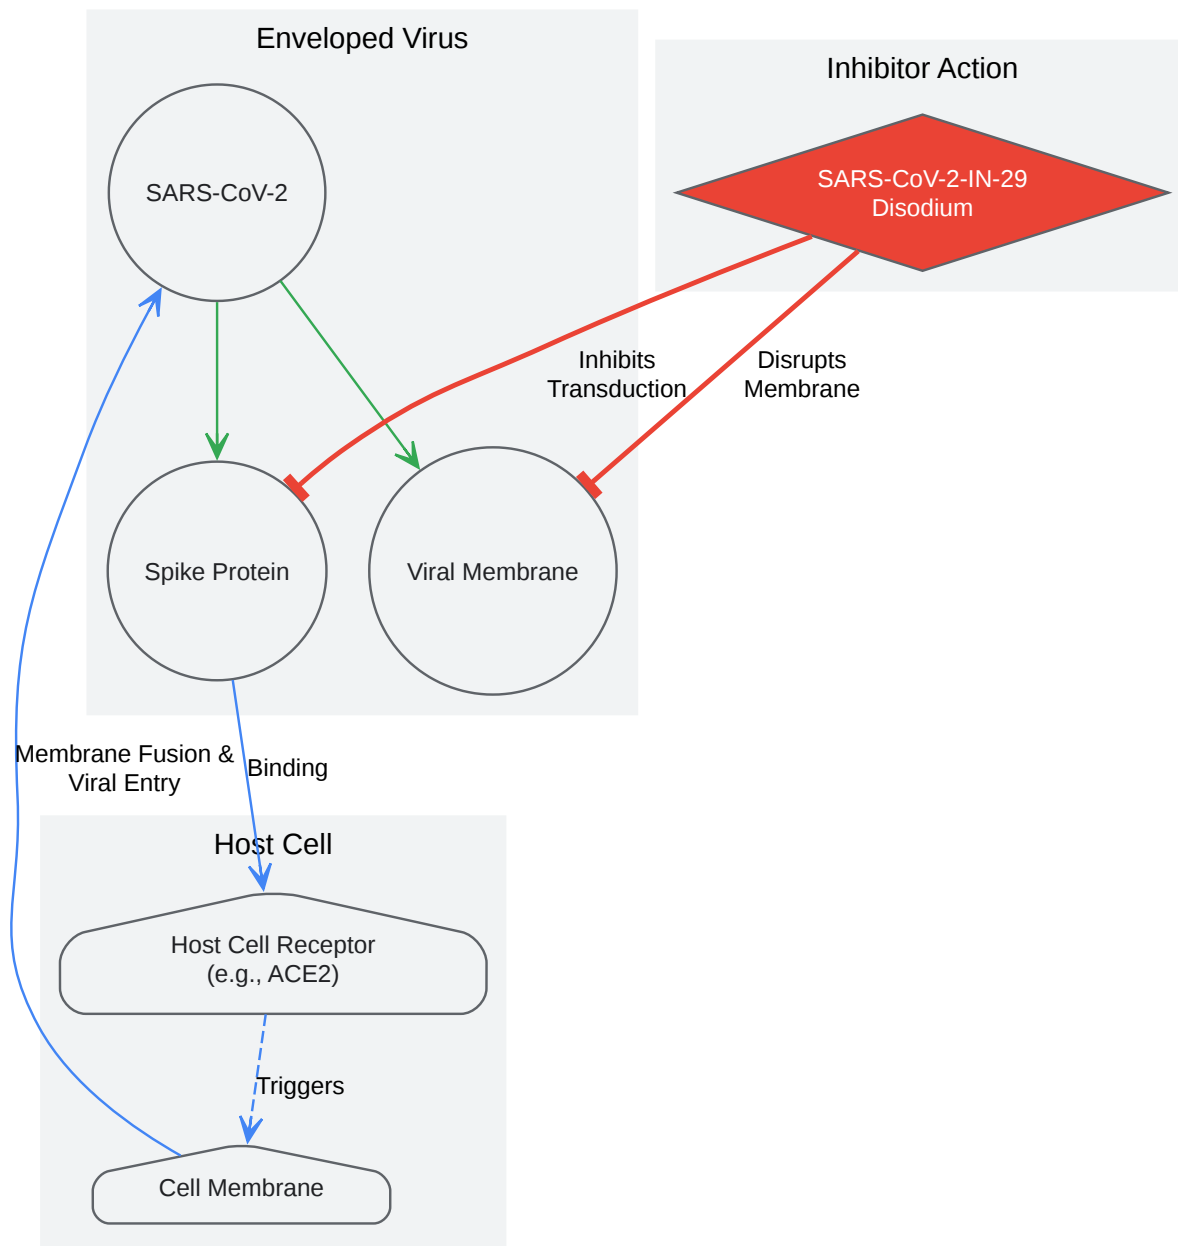 Enveloped Virus
Inhibitor Action
SARS-CoV-2
SARS-CoV-2-IN-29
Disodium
Inhibits
Transduction
Disrupts
Membrane
Spike Protein
Viral Membrane
Membrane Fusion &
Viral Entry
Binding
Host Cell
Host Cell Receptor
(e.g., ACE2)
Triggers
Cell Membrane